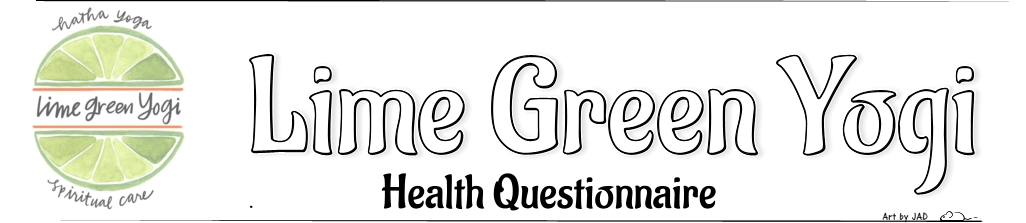 hatha yoga
lime green Yogi
spiritual care
Lime Green Yogi
Health Questionnaire
Art by JAD